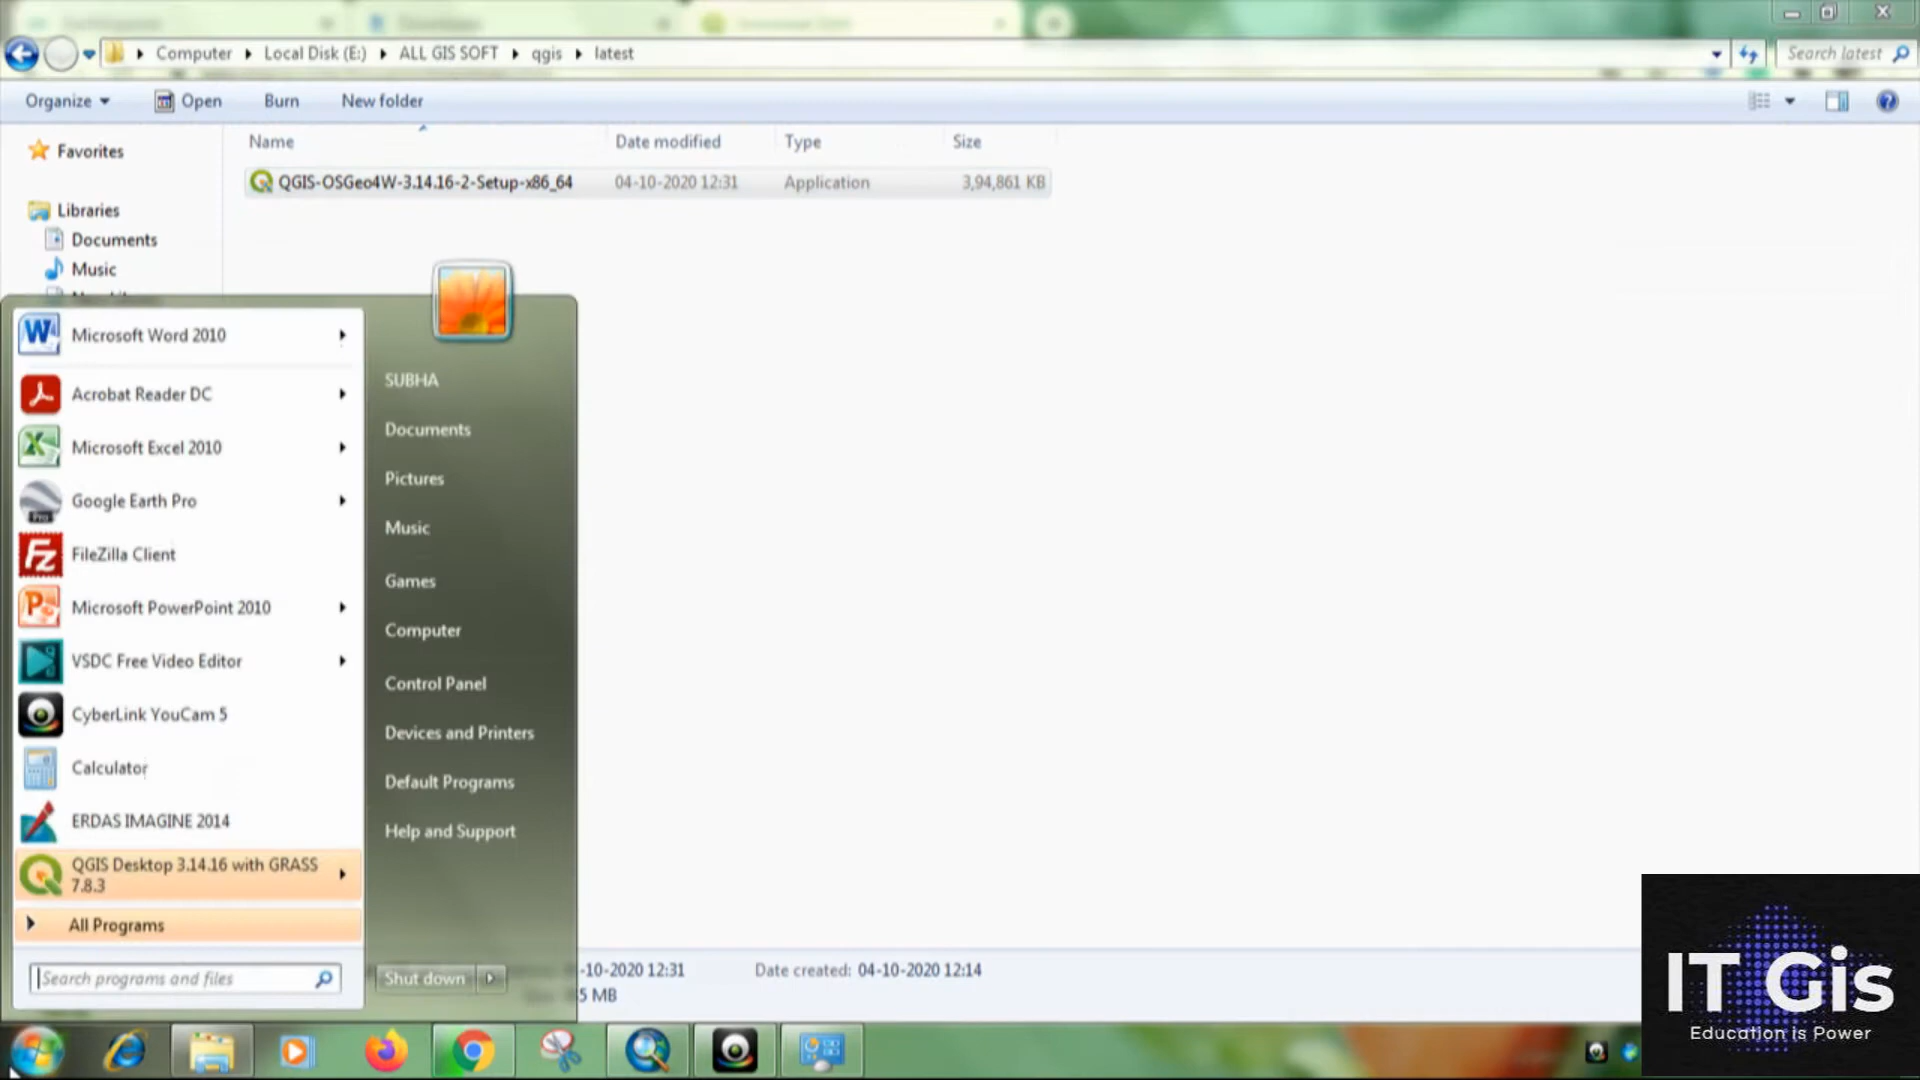 Computer
Local Disk (E:)
ALL GIS SOFT
qgis
latest
Search latest
Organize
Open
Burn
New folder
Name
Date modified
Type
Size
Favorites
QGIS-OSGeo4W-3.14.16-2-Setup-x86_64
04-10-2020 12:31
Application
3,94,861 KB
Libraries
Documents
Music
Microsoft Word 2010
Acrobat Reader DC
Microsoft Excel 2010
Google Earth Pro
Pro
FileZilla Client
Microsoft PowerPoint 2010
VSDC Free Video Editor
CyberLink YouCam 5
Calculator
ERDAS IMAGINE 2014
QGIS Desktop 3.14.16 with GRASS
7.8.3
All Programs
Search programs and files
SUBHA
Documents
Pictures
Music
Games
Computer
Control Panel
Devices and Printers
Default Programs
Help and Support
Shut down
-10-2020 12:31
Date created: 04-10-2020 12:14
5 MB
IT Gis
Education is Power